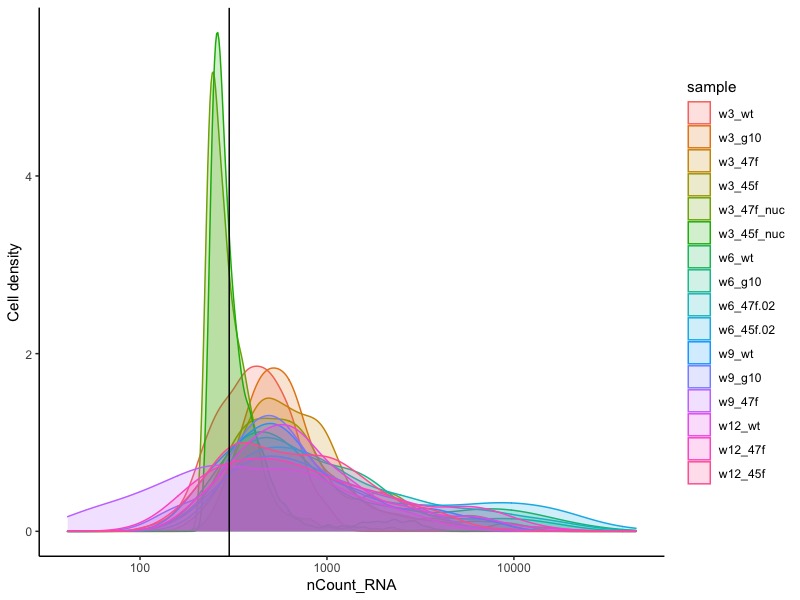 sample
w3_wt
w3_g10
w3_47f
w3_45f
w3_47f_nuc
w3_45f_nuc
w6_wt
w6_g10
w6_47f.02
w6_45f.02
w9_wt
w9_g10
w9_47f
w12_wt
w12_47f
w12_45f
Cell density
4
2
0
100
1000
10000
nCount_RNA